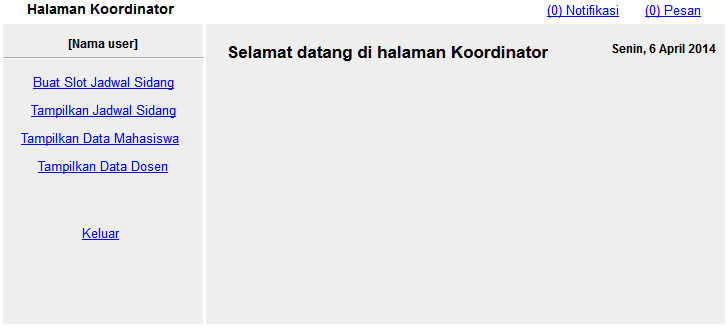 Halaman Koordinator
(0) Notifikasi
(0) Pesan
[Nama user]
Selamat datang di halaman Koordinator
Senin, 6 April 2014
Buat Slot Jadwal Sidang
Tampilkan Jadwal Sidang
Tampilkan Data Mahasiswa
Tampilkan Data Dosen
Keluar